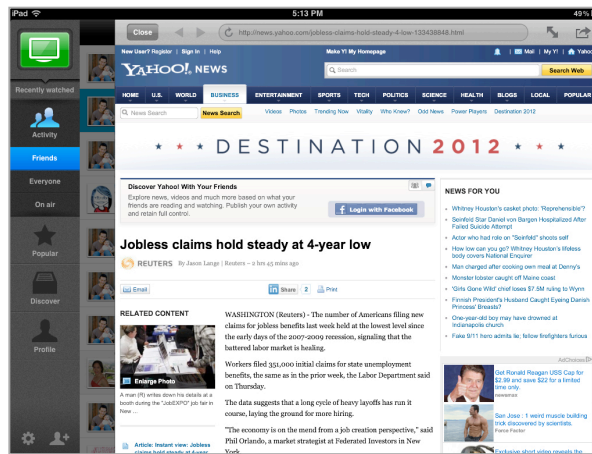 iPad
5:13 PM
49%
Close
http://news.yahoo.com/jobless-claims-hold-steady-4-low-133439848.html
New User? Register | Sign In | Help
Make Y! My Homepage
Mail | My Y! | Yahoo
YAHOO! NEWS
Search
Search Web
HOME U.S. WORLD BUSINESS ENTERTAINMENT SPORTS TECH POLITICS SCIENCE HEALTH BLOGS LOCAL POPULAR
News Search
News Search
Videos Photos Trending Now Vitality Who Knew? Odd News Power Players Destination 2012
DESTINATION 2012
Recently watched
Activity
Friends
Everyone
On air
Popular
Discover
Profile
Discover Yahoo! With Your Friends
Explore news, videos and much more based on what your
friends are reading and watching. Publish your own activity
and retain full control.
Login with Facebook
Jobless claims hold steady at 4-year low
REUTERS By Jason Lange | Reuters – 2 hrs 45 mins ago
Email
Share 2
Print
RELATED CONTENT
Enlarge Photo
A man (R) writes down his details at a
booth during the "JobEXPO" job fair in
New ...
Article: Instant view: Jobless
claims hold steady at 4-year
WASHINGTON (Reuters) - The number of Americans filing new
claims for jobless benefits last week held at the lowest level since
the early days of the 2007-2009 recession, signaling that the
battered labor market is healing.
Workers filed 351,000 initial claims for state unemployment
benefits, the same as in the prior week, the Labor Department said
on Thursday.
The data suggests that a long cycle of heavy layoffs has run it
course, laying the ground for more hiring.
"The economy is on the mend from a job creation perspective," said
Phil Orlando, a market strategist at Federated Investors in New
York.
NEWS FOR YOU
Whitney Houston's casket photo: 'Reprehensible'?
Seinfeld Star Daniel von Bargen Hospitalized After
Failed Suicide Attempt
Actor who had role on "Seinfeld" shoots self
How low can you go? Whitney Houston's lifeless
body covers National Enquirer
Man charged after cooking own meal at Denny's
Monster lobster caught off Maine coast
'Girls Gone Wild' chief loses $7.5M ruling to Wynn
Finnish President's Husband Caught Eyeing Danish
Princess' Breasts?
One-year-old boy may have drowned at
Indianapolis church
Fake 9/11 hero admits lie; fellow firefighters furious
AdChoices
Get Ronald Reagan USS Cup for
$2.99 and save $22 for a limited
time only.
newsmax
San Jose : 1 weird muscle building
trick discovered by scientists.
Force Factor
Exclusive short video reveals the